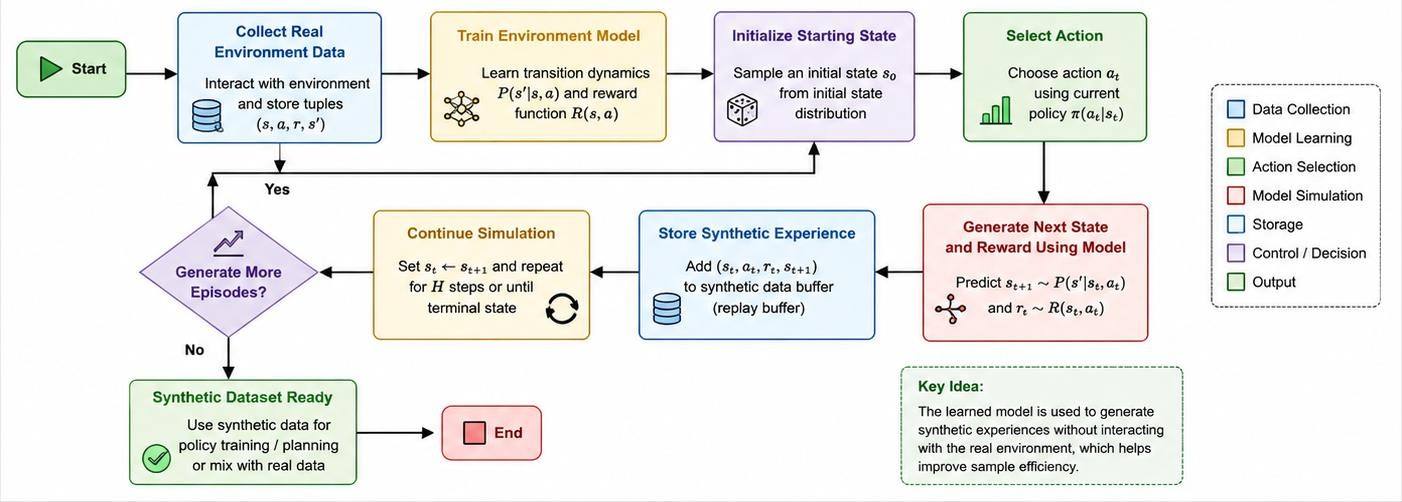 Start
Collect Real
Environment Data
Interact with environment
and store tuples
(s, a, r, s′)
Train Environment Model
Learn transition dynamics
P(s′|s, a) and reward
function R(s, a)
Initialize Starting State
Sample an initial state s₀
from initial state
distribution
Select Action
Choose action aₜ
using current
policy π(aₜ|sₜ)
Data Collection
Model Learning
Action Selection
Model Simulation
Storage
Control / Decision
Output
Yes
Generate More
Episodes?
Continue Simulation
Set sₜ ← sₜ₊₁ and repeat
for H steps or until
terminal state
Store Synthetic Experience
Add (sₜ, aₜ, rₜ, sₜ₊₁)
to synthetic data buffer
(replay buffer)
Generate Next State
and Reward Using Model
Predict sₜ₊₁ ~ P(s′|sₜ, aₜ)
and rₜ ~ R(sₜ, aₜ)
No
Synthetic Dataset Ready
Use synthetic data for
policy training / planning
or mix with real data
End
Key Idea:
The learned model is used to generate
synthetic experiences without interacting
with the real environment, which helps
improve sample efficiency.